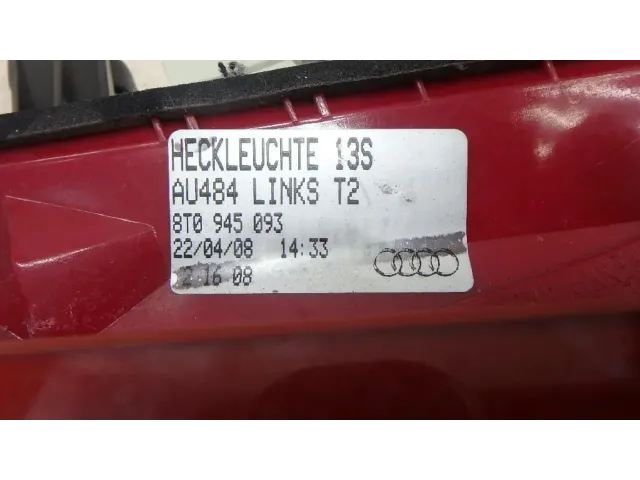 HECKLEUCHTE 13S
AU484 LINKS T2
8T0 945 093
22/04/08 14:33
2 16 08